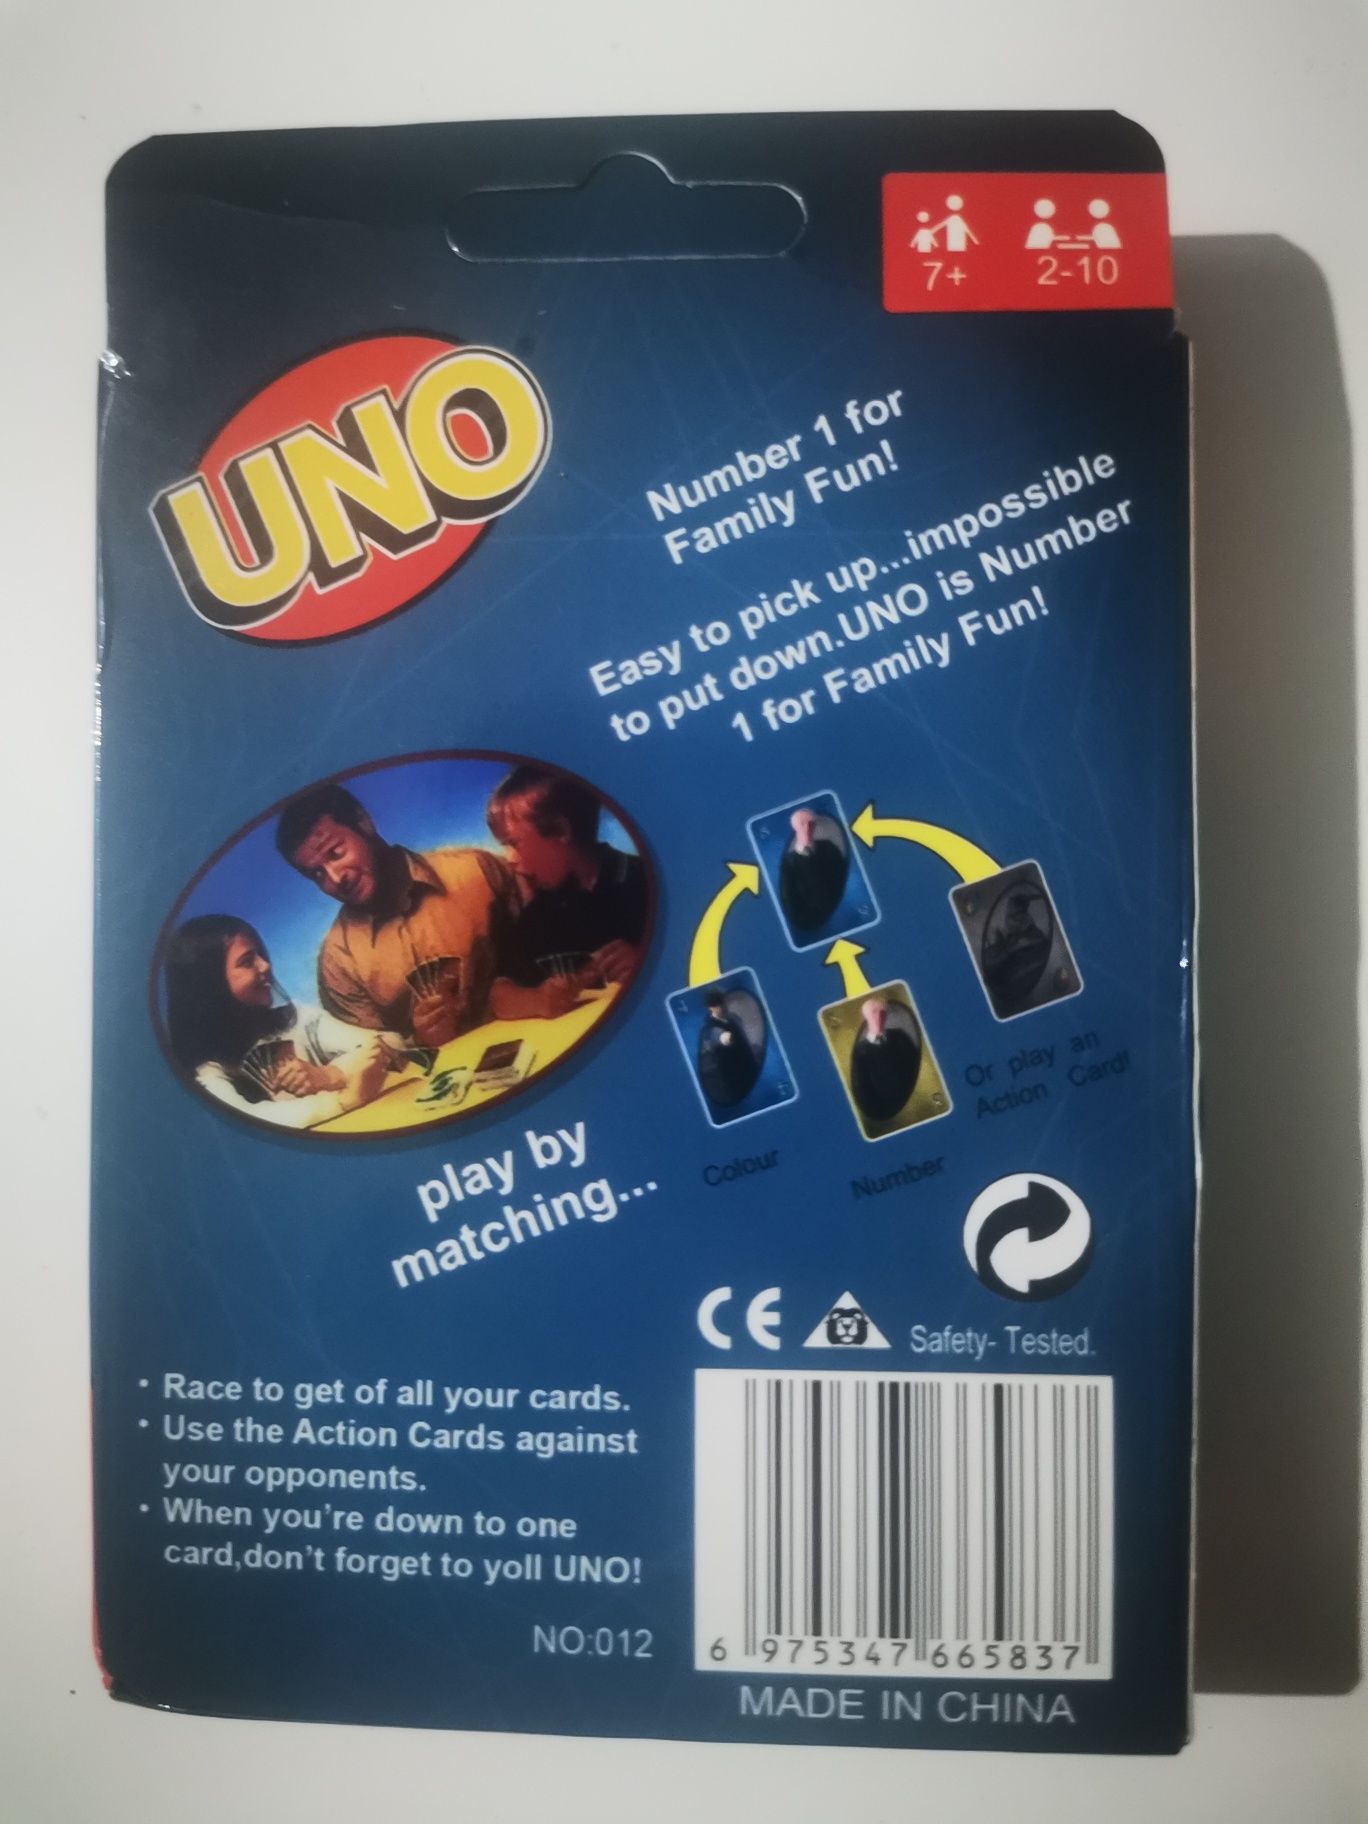 7+
2-10
UNO
Number 1 for
Family Fun!
Easy to pick up...impossible
to put down.UNO is Number
1 for Family Fun!
Or play an
Action Card!
Colour
Number
play by
matching...
CE
Safety- Tested.
• Race to get of all your cards.
• Use the Action Cards against
your opponents.
• When you're down to one
card,don't forget to yoll UNO!
NO:012
6 975347 665837
MADE IN CHINA